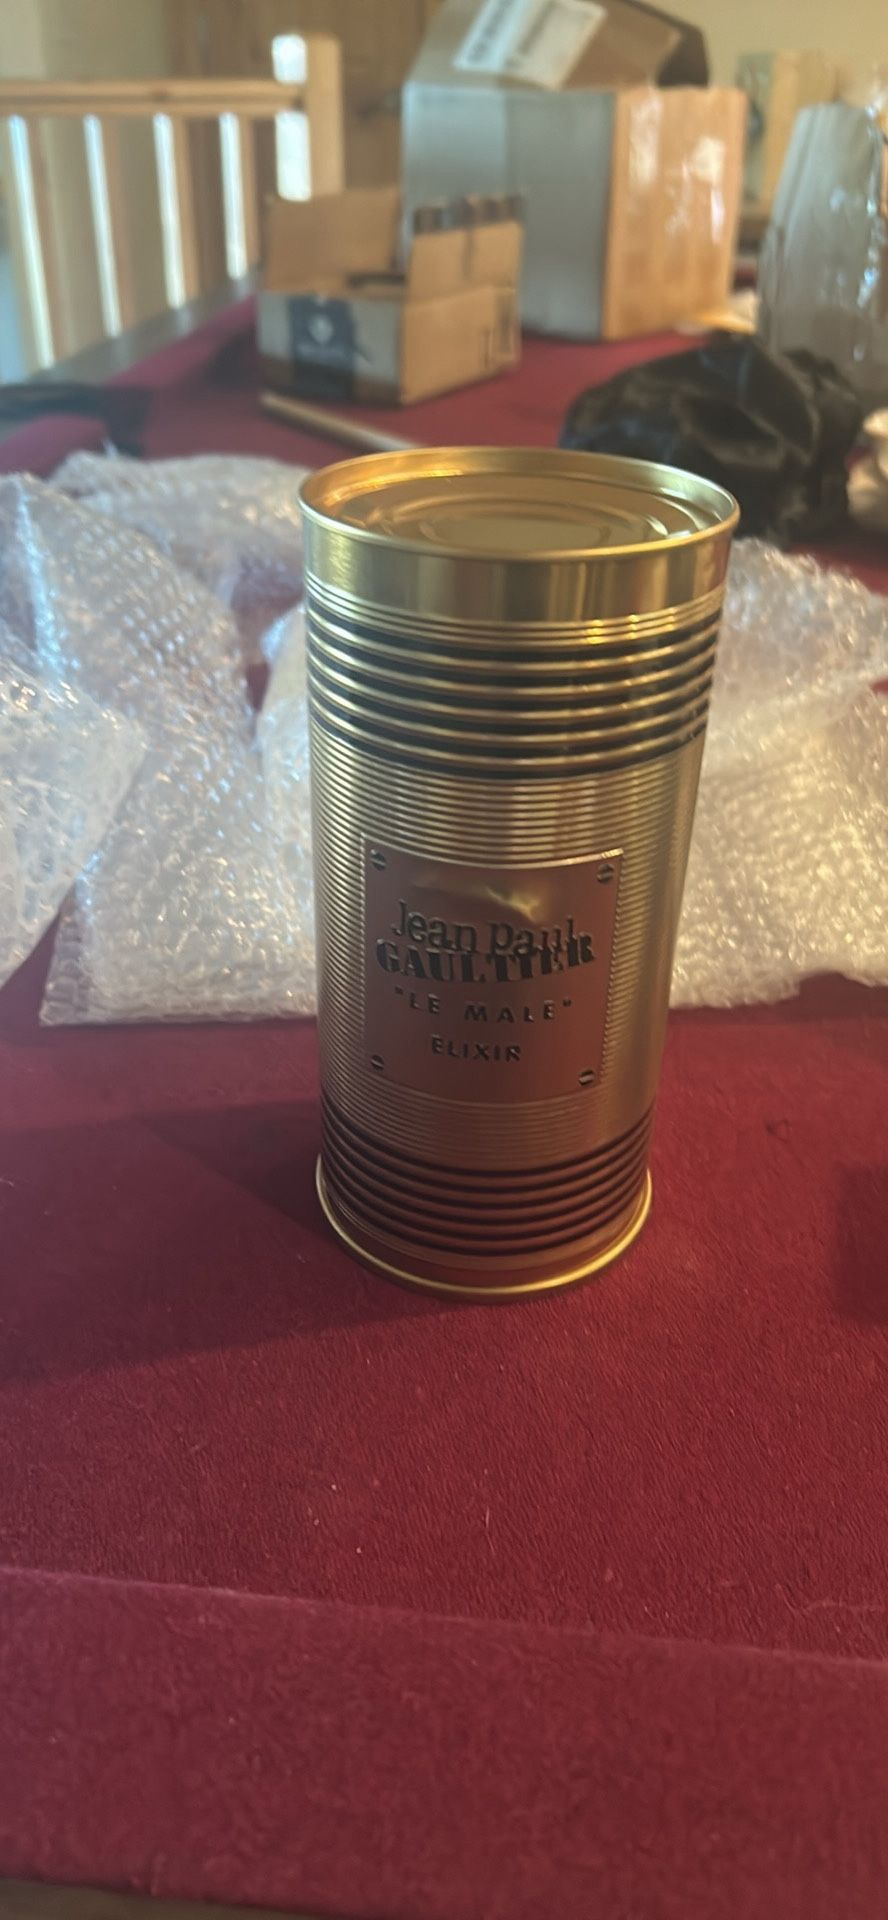 Jean Paul
GAULTIER
"LE MALE"
ELIXIR